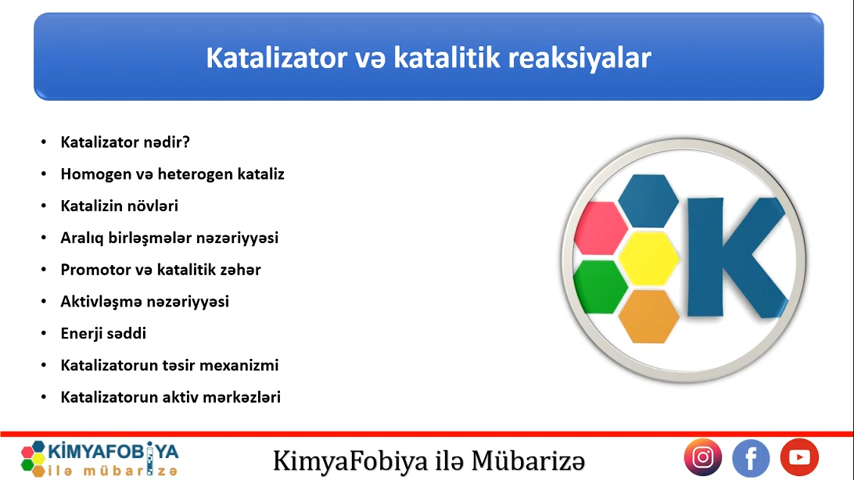 Katalizator və katalitik reaksiyalar
• Katalizator nədir?
• Homogen və heterogen kataliz
• Katalizin növləri
• Aralıq birləşmələr nəzəriyyəsi
• Promotor və katalitik zəhər
• Aktivləşmə nəzəriyyəsi
• Enerji səddi
• Katalizatorun təsir mexanizmi
• Katalizatorun aktiv mərkəzləri
K
KİMYAFOBİYA
ilə mübarizə
KimyaFobiya ilə Mübarizə